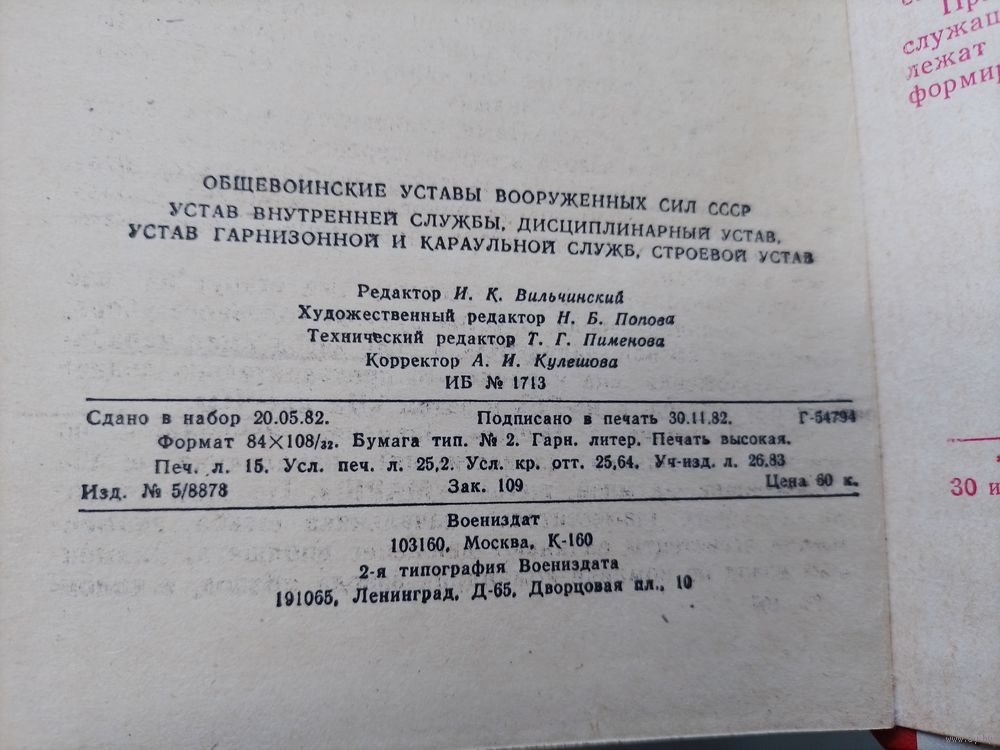 ОБЩЕВОИНСКИЕ УСТАВЫ ВООРУЖЕННЫХ СИЛ СССР
УСТАВ ВНУТРЕННЕЙ СЛУЖБЫ, ДИСЦИПЛИНАРНЫЙ УСТАВ,
УСТАВ ГАРНИЗОННОЙ И КАРАУЛЬНОЙ СЛУЖБ, СТРОЕВОЙ УСТАВ
Редактор И. К. Вильчинский
Художественный редактор Н. Б. Попова
Технический редактор Т. Г. Пименова
Корректор А. И. Кулешова
ИБ № 1713
Сдано в набор 20.05.82. Подписано в печать 30.11.82. Г-54794
Формат 84×108/32. Бумага тип. № 2. Гарн. литер. Печать высокая.
Печ. л. 15. Усл. печ. л. 25,2. Усл. кр. отт. 25,64. Уч-изд. л. 26,83
Изд. № 5/8878 Зак. 109 Цена 60 к.
Воениздат
103160, Москва, К-160
2-я типография Воениздата
191065, Ленинград, Д-65, Дворцовая пл., 10
служащ
лежат
формир
30 и